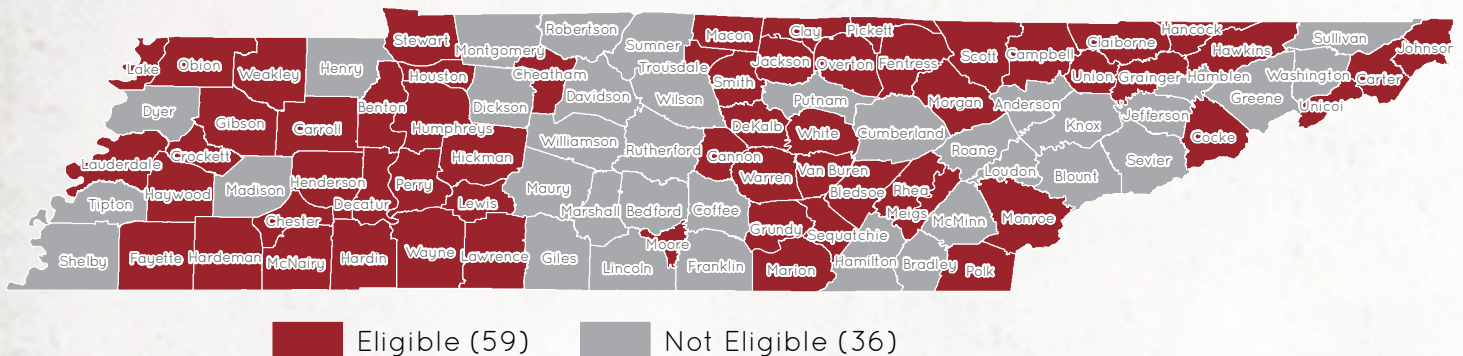 Lake
Obion
Weakley
Henry
Stewart
Montgomery
Robertson
Sumner
Macon
Clay
Pickett
Scott
Campbell
Claiborne
Hancock
Hawkins
Sullivan
Johnson
Houston
Cheatham
Trousdale
Smith
Jackson
Overton
Fentress
Union
Grainger
Hamblen
Washington
Carter
Dyer
Gibson
Carroll
Benton
Humphreys
Dickson
Davidson
Wilson
Putnam
Morgan
Anderson
Jefferson
Greene
Unicoi
Williamson
Rutherford
DeKalb
White
Cumberland
Roane
Knox
Cocke
Lauderdale
Crockett
Haywood
Madison
Henderson
Decatur
Perry
Hickman
Lewis
Maury
Cannon
Warren
Van Buren
Bledsoe
Rhea
Loudon
Blount
Sevier
Tipton
Chester
Marshall
Bedford
Coffee
Grundy
Sequatchie
Meigs
McMinn
Monroe
Shelby
Fayette
Hardeman
McNairy
Hardin
Wayne
Lawrence
Giles
Lincoln
Moore
Franklin
Marion
Hamilton
Bradley
Polk
Eligible (59)
Not Eligible (36)